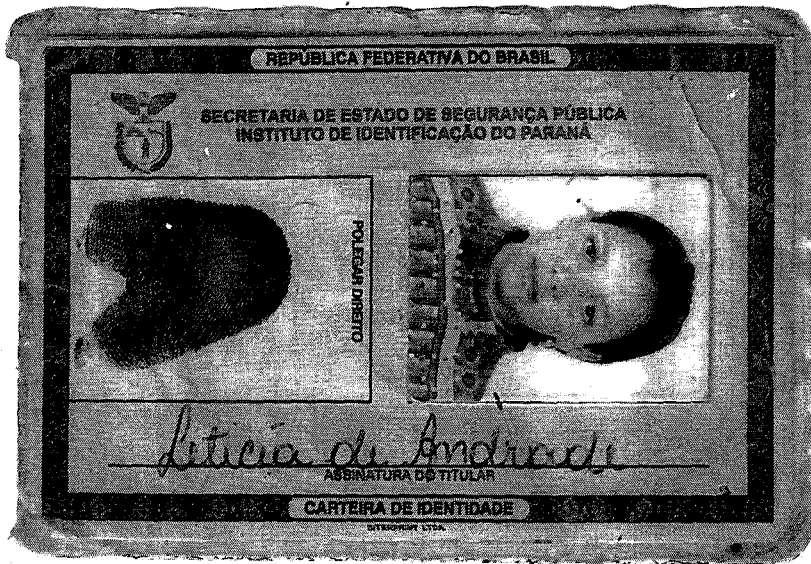 REPÚBLICA FEDERATIVA DO BRASIL
SECRETARIA DE ESTADO DE SEGURANÇA PÚBLICA
INSTITUTO DE IDENTIFICAÇÃO DO PARANÁ
POLEGAR DIREITO
Leticia de Andrade
ASSINATURA DO TITULAR
CARTEIRA DE IDENTIDADE